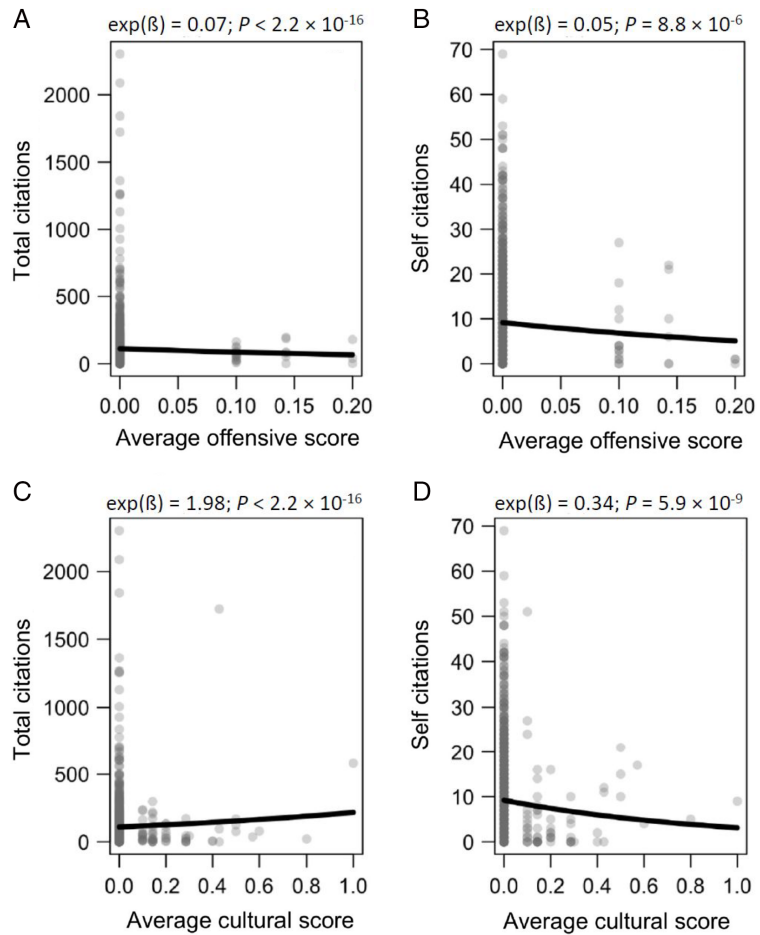 A
exp(ß) = 0.07; P < 2.2 × 10-16
Total citations
2000
1500
1000
500
0
0.00 0.05 0.10 0.15 0.20
Average offensive score
B
exp(ß) = 0.05; P = 8.8 × 10-6
Self citations
70
60
50
40
30
20
10
0
0.00 0.05 0.10 0.15 0.20
Average offensive score
C
exp(ß) = 1.98; P < 2.2 × 10-16
Total citations
2000
1500
1000
500
0
0.0 0.2 0.4 0.6 0.8 1.0
Average cultural score
D
exp(ß) = 0.34; P = 5.9 × 10-9
Self citations
70
60
50
40
30
20
10
0
0.0 0.2 0.4 0.6 0.8 1.0
Average cultural score